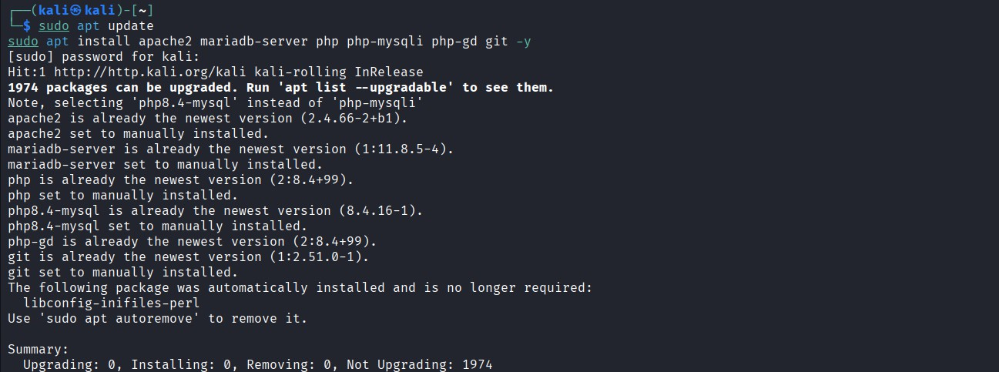 ┌──(kali㉿kali)-[~]
└─$ sudo apt update
sudo apt install apache2 mariadb-server php php-mysqli php-gd git -y
[sudo] password for kali:
Hit:1 http://http.kali.org/kali kali-rolling InRelease
1974 packages can be upgraded. Run 'apt list --upgradable' to see them.
Note, selecting 'php8.4-mysql' instead of 'php-mysqli'
apache2 is already the newest version (2.4.66-2+b1).
apache2 set to manually installed.
mariadb-server is already the newest version (1:11.8.5-4).
mariadb-server set to manually installed.
php is already the newest version (2:8.4+99).
php set to manually installed.
php8.4-mysql is already the newest version (8.4.16-1).
php8.4-mysql set to manually installed.
php-gd is already the newest version (2:8.4+99).
git is already the newest version (1:2.51.0-1).
git set to manually installed.
The following package was automatically installed and is no longer required:
  libconfig-inifiles-perl
Use 'sudo apt autoremove' to remove it.

Summary:
  Upgrading: 0, Installing: 0, Removing: 0, Not Upgrading: 1974